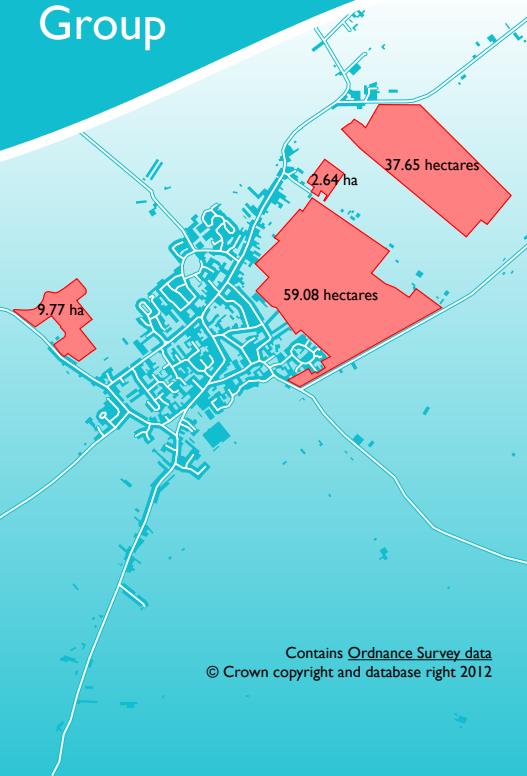 Group
37.65 hectares
2.64 ha
59.08 hectares
9.77 ha
Contains Ordnance Survey data
© Crown copyright and database right 2012